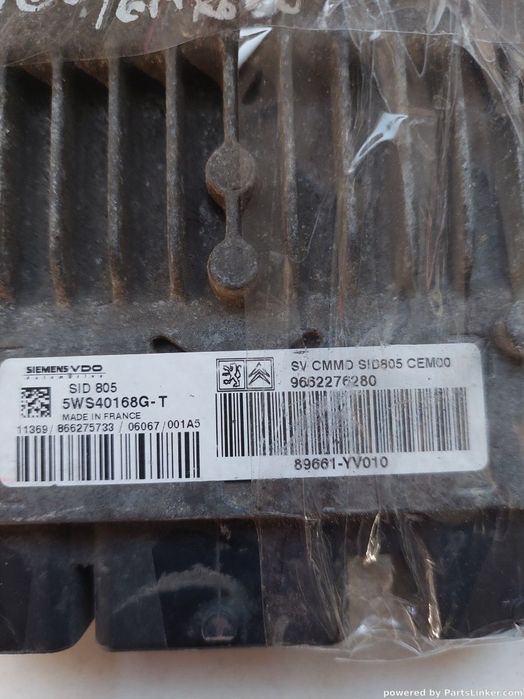 SIEMENS VDO
Automotive
SID 805
5WS40168G-T
MADE IN FRANCE
11369/ 866275733 / 06067 /001A5
SV CMMD SID805 CEM00
9662276280
89661-YV010
powered by PartsLinker.com